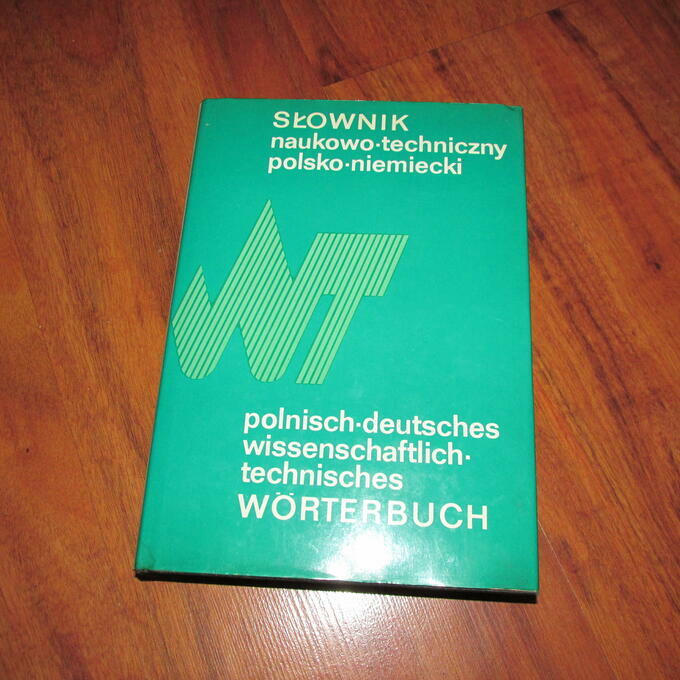 SŁOWNIK
naukowo·techniczny
polsko·niemiecki
WNT
polnisch·deutsches
wissenschaftlich·
technisches
WÖRTERBUCH